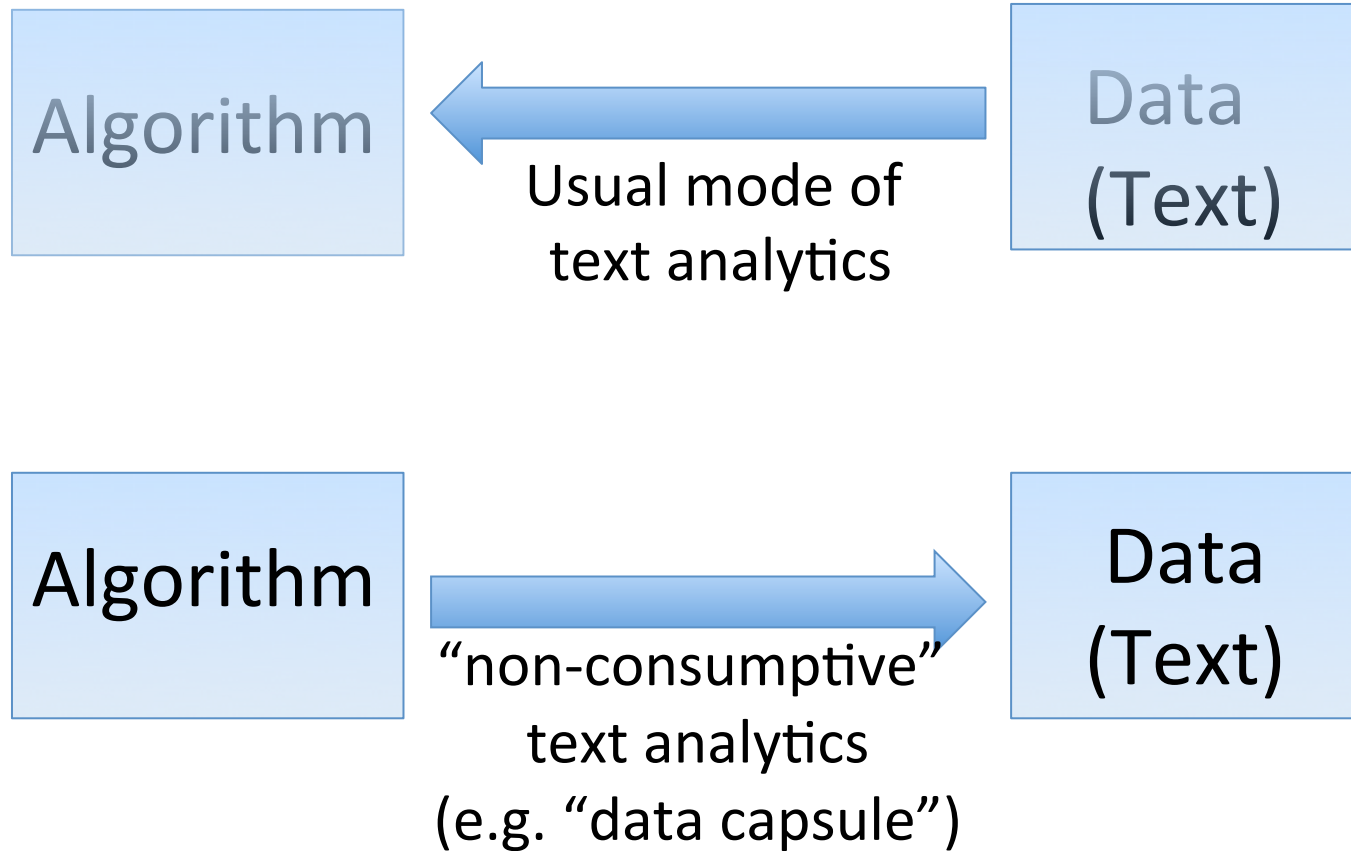 Algorithm
Usual mode of
text analytics
Data
(Text)
Algorithm
“non-consumptive”
text analytics
(e.g. “data capsule”)
Data
(Text)